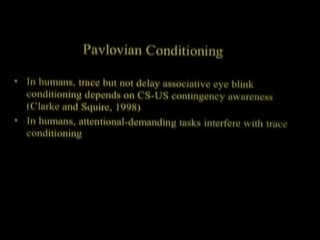 Pavlovian Conditioning
• In humans, trace but not delay associative eye blink
conditioning depends on CS-US contingency awareness
(Clarke and Squire, 1998)
• In humans, attentional-demanding tasks interfere with trace
conditioning